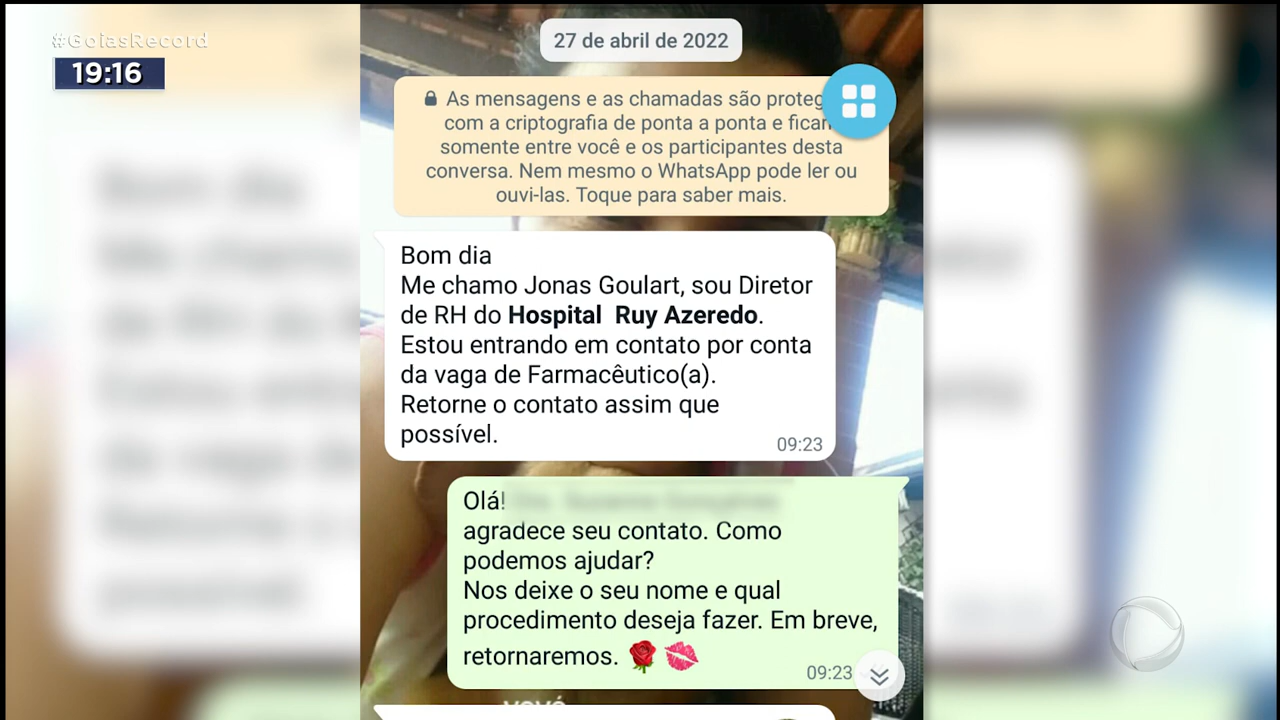 #GoiasRecord
19:16
27 de abril de 2022
As mensagens e as chamadas são
com a criptografia de ponta a ponta e
somente entre você e os participantes desta
conversa. Nem mesmo o WhatsApp pode ler ou
ouvi-las. Toque para saber mais.
Bom dia
Me chamo Jonas Goulart, sou Diretor
de RH do Hospital Ruy Azeredo.
Estou entrando em contato por conta
da vaga de Farmacêutico(a).
Retorne o contato assim que
possível.
09:23
Olá!
agradece seu contato. Como
podemos ajudar?
Nos deixe o seu nome e qual
procedimento deseja fazer. Em breve,
retornaremos. 🌹💋
09:23